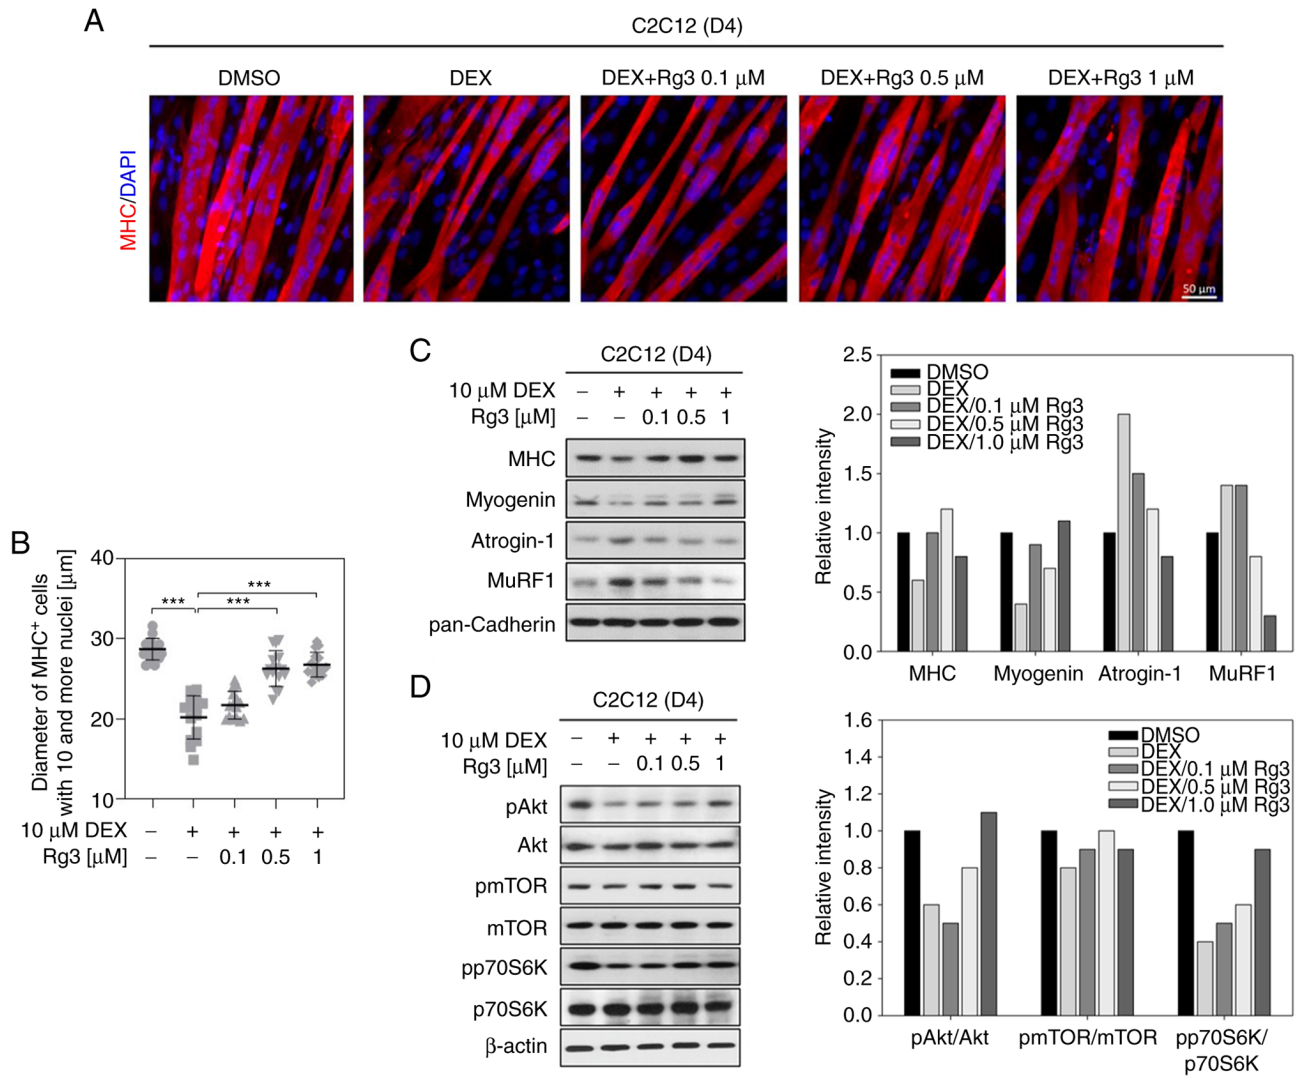 A
C2C12 (D4)
DMSO
DEX
DEX+Rg3 0.1 µM
DEX+Rg3 0.5 µM
DEX+Rg3 1 µM
MHC/DAPI
50 µm
B
Diameter of MHC+ cells
with 10 and more nuclei [µm]
40
30
20
10
***
***
***
10 µM DEX – + + + +
Rg3 [µM] – – 0.1 0.5 1
C
C2C12 (D4)
10 µM DEX – + + + +
Rg3 [µM] – – 0.1 0.5 1
MHC
Myogenin
Atrogin-1
MuRF1
pan-Cadherin
Relative intensity
2.5
2.0
1.5
1.0
0.5
0.0
DMSO
DEX
DEX/0.1 µM Rg3
DEX/0.5 µM Rg3
DEX/1.0 µM Rg3
MHC
Myogenin
Atrogin-1
MuRF1
D
C2C12 (D4)
10 µM DEX – + + + +
Rg3 [µM] – – 0.1 0.5 1
pAkt
Akt
pmTOR
mTOR
pp70S6K
p70S6K
β-actin
Relative intensity
1.6
1.4
1.2
1.0
0.8
0.6
0.4
0.2
0.0
DMSO
DEX
DEX/0.1 µM Rg3
DEX/0.5 µM Rg3
DEX/1.0 µM Rg3
pAkt/Akt
pmTOR/mTOR
pp70S6K/
p70S6K